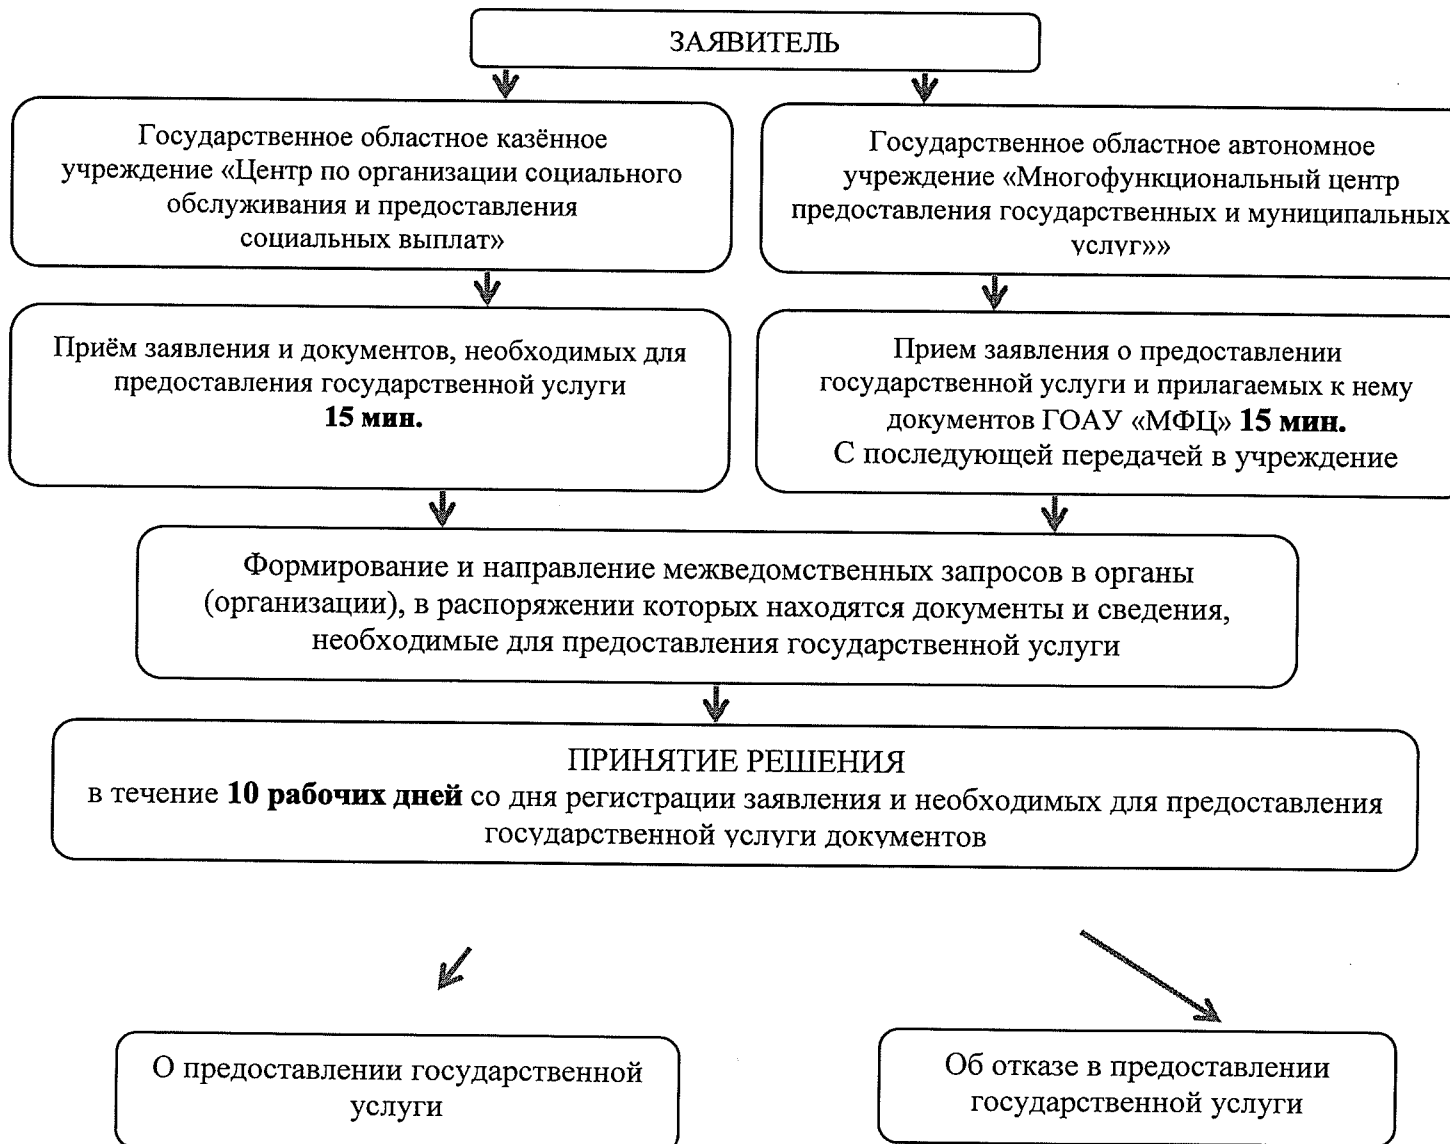 ЗАЯВИТЕЛЬ
Государственное областное казённое
учреждение «Центр по организации социального
обслуживания и предоставления
социальных выплат»
Государственное областное автономное
учреждение «Многофункциональный центр
предоставления государственных и муниципальных
услуг»»
Приём заявления и документов, необходимых для
предоставления государственной услуги
15 мин.
Прием заявления о предоставлении
государственной услуги и прилагаемых к нему
документов ГОАУ «МФЦ» 15 мин.
С последующей передачей в учреждение
Формирование и направление межведомственных запросов в органы
(организации), в распоряжении которых находятся документы и сведения,
необходимые для предоставления государственной услуги
ПРИНЯТИЕ РЕШЕНИЯ
в течение 10 рабочих дней со дня регистрации заявления и необходимых для предоставления
государственной услуги документов
О предоставлении государственной
услуги
Об отказе в предоставлении
государственной услуги